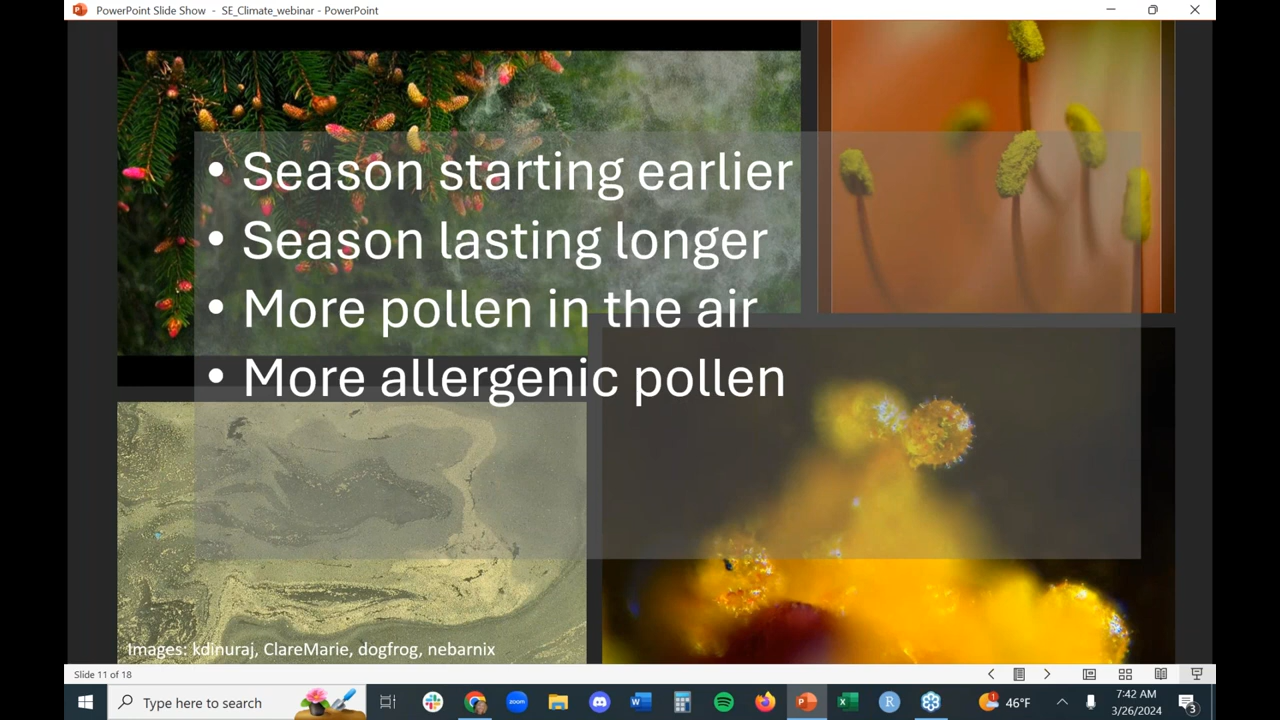 PowerPoint Slide Show - SE_Climate_webinar - PowerPoint
• Season starting earlier
• Season lasting longer
• More pollen in the air
• More allergenic pollen
Images: kdinuraj, ClareMarie, dogfrog, nebarnix
Slide 11 of 18
Type here to search
zoom
46°F
7:42 AM
3/26/2024
3